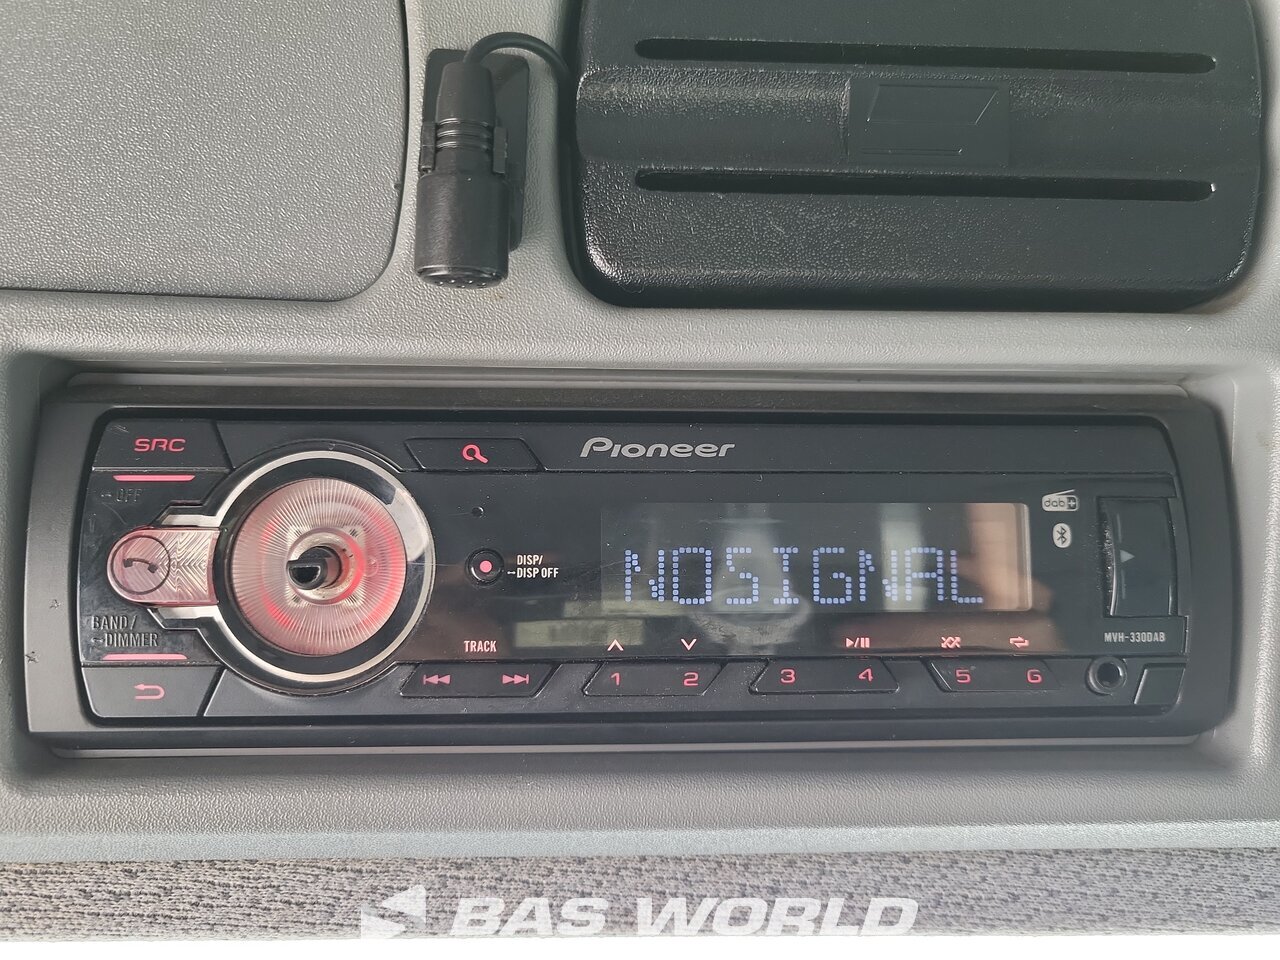 SRC
Pioneer
OFF
dab+
DISP/
DISP OFF
NOSIGNAL
BAND/
DIMMER
TRACK
MVH-330DAB
1 2 3 4 5 6
BAS WORLD